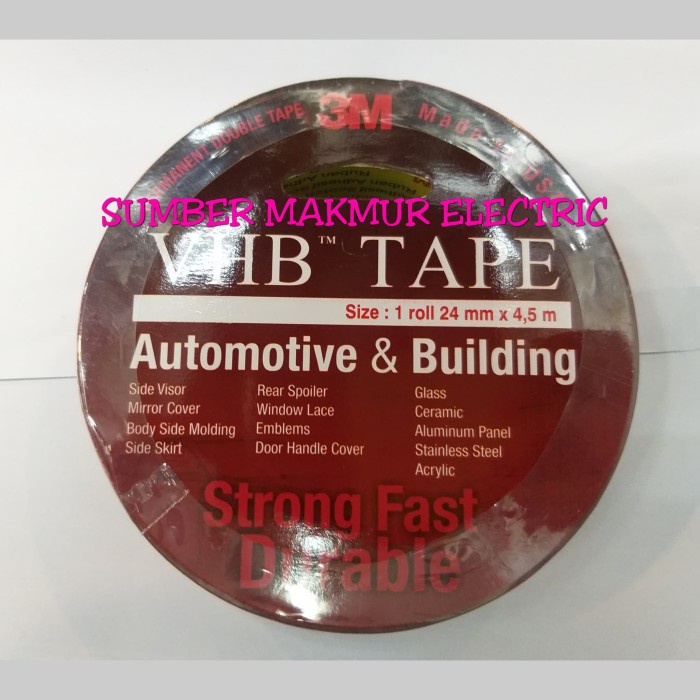 PERMANENT DOUBLE TAPE 3M Made in USA
Ruban Adhésif
SUMBER MAKMUR ELECTRIC
VHB™ TAPE
Size : 1 roll 24 mm x 4,5 m
Automotive & Building
Side Visor
Mirror Cover
Body Side Molding
Side Skirt
Rear Spoiler
Window Lace
Emblems
Door Handle Cover
Glass
Ceramic
Aluminum Panel
Stainless Steel
Acrylic
Strong Fast
Durable